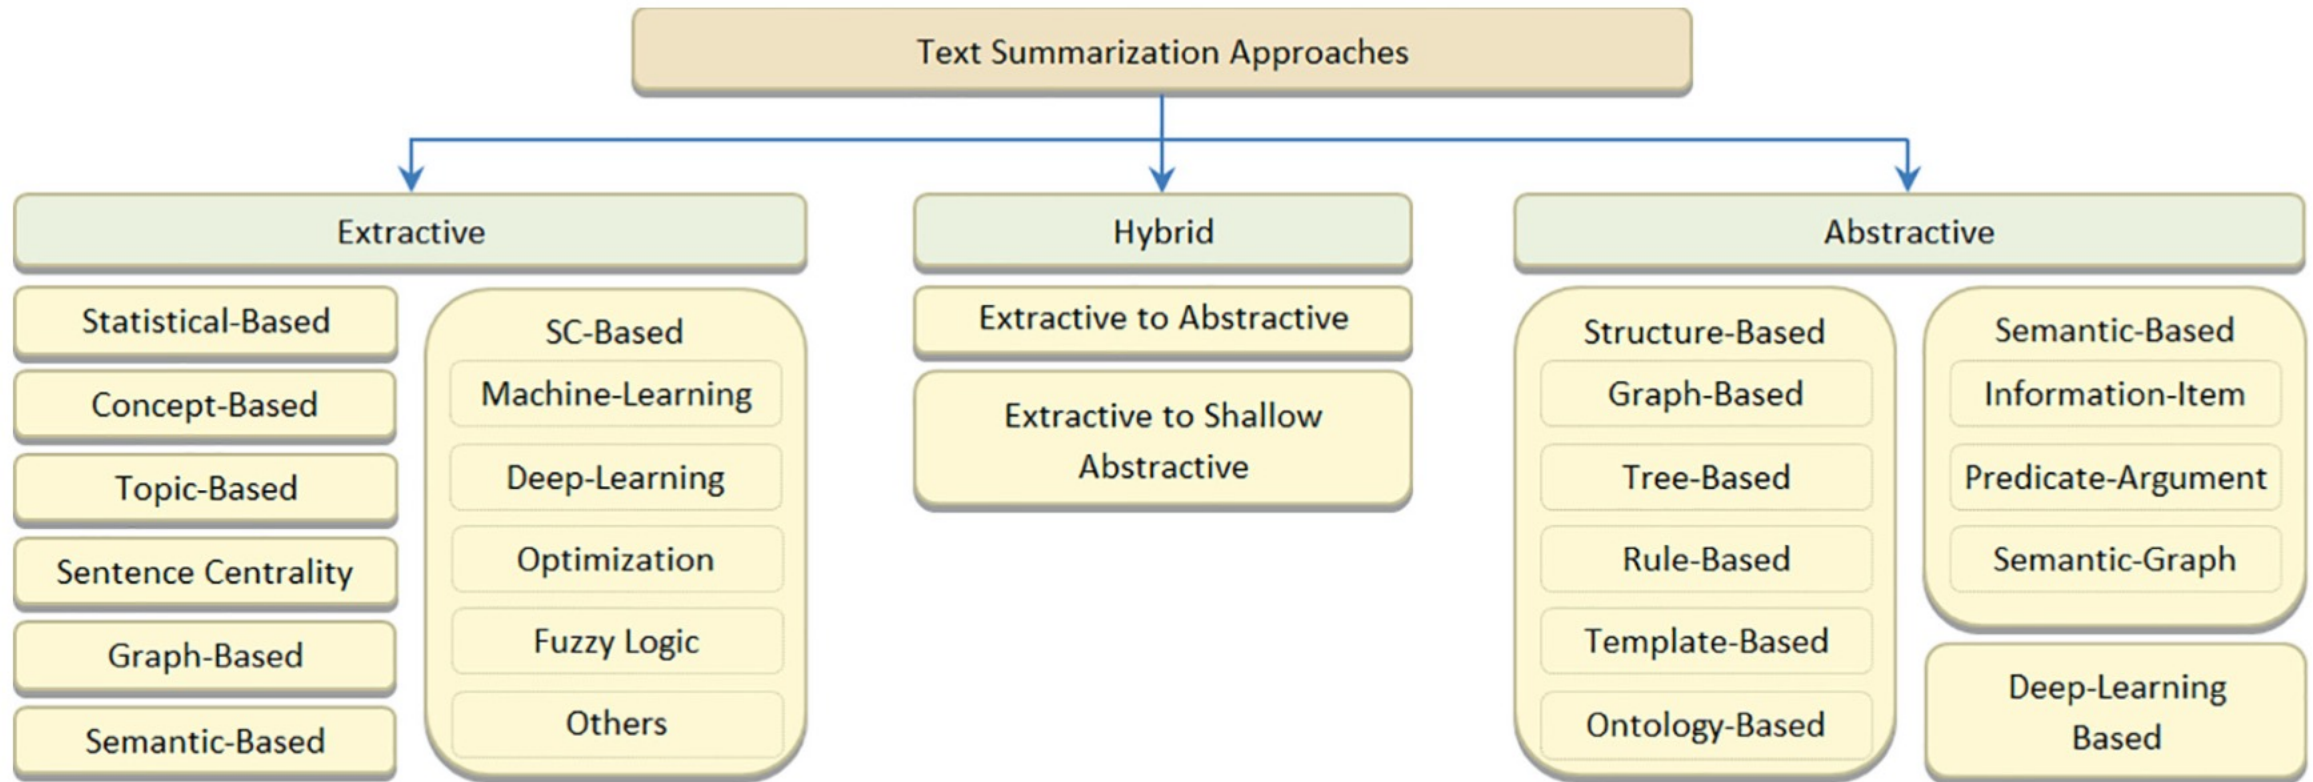 Text Summarization Approaches
Extractive
Statistical-Based
Concept-Based
Topic-Based
Sentence Centrality
Graph-Based
Semantic-Based
SC-Based
Machine-Learning
Deep-Learning
Optimization
Fuzzy Logic
Others
Hybrid
Extractive to Abstractive
Extractive to Shallow
Abstractive
Abstractive
Structure-Based
Graph-Based
Tree-Based
Rule-Based
Template-Based
Ontology-Based
Semantic-Based
Information-Item
Predicate-Argument
Semantic-Graph
Deep-Learning
Based